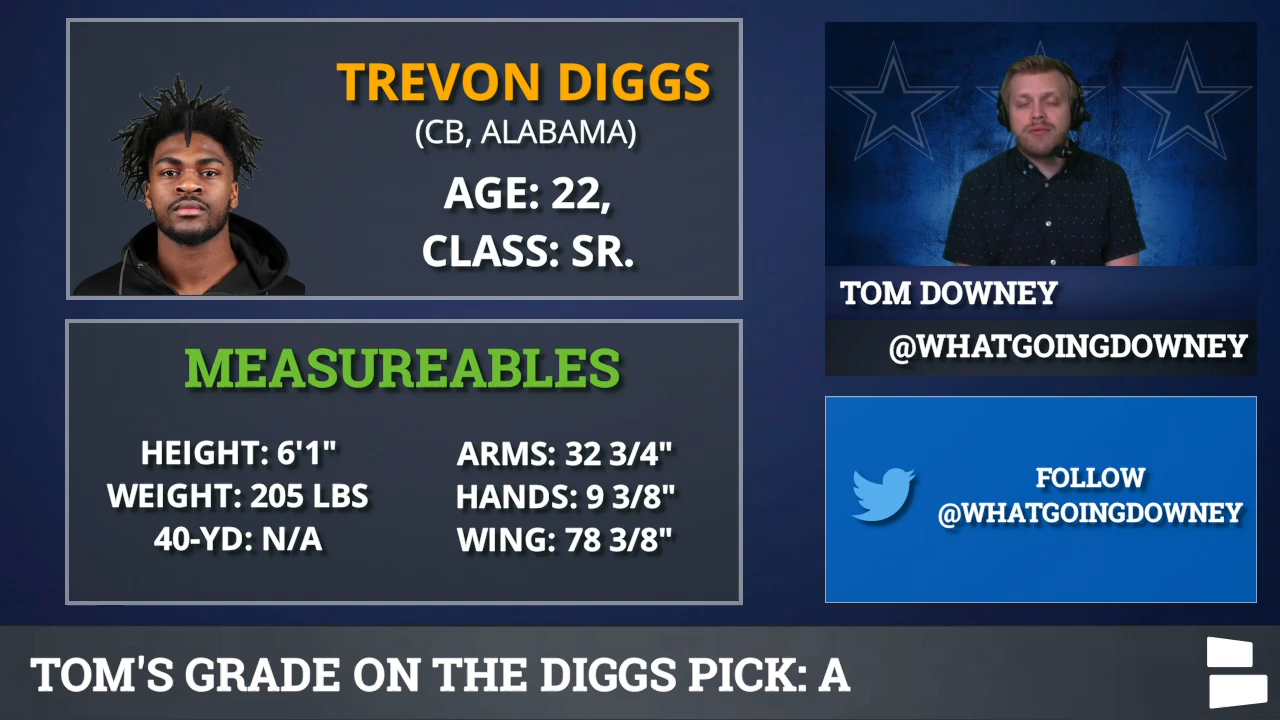 TREVON DIGGS
(CB, ALABAMA)
AGE: 22,
CLASS: SR.
MEASUREABLES
HEIGHT: 6'1"
WEIGHT: 205 LBS
40-YD: N/A
ARMS: 32 3/4"
HANDS: 9 3/8"
WING: 78 3/8"
TOM DOWNEY
@WHATGOINGDOWNEY
FOLLOW
@WHATGOINGDOWNEY
TOM'S GRADE ON THE DIGGS PICK: A